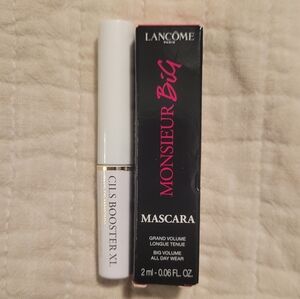 CILS BOOSTER XL
LANCÔME
PARIS
MONSIEUR BIG
MASCARA
GRAND VOLUME
LONGUE TENUE
BIG VOLUME
ALL DAY WEAR
2 ml - 0.06 FL. OZ.